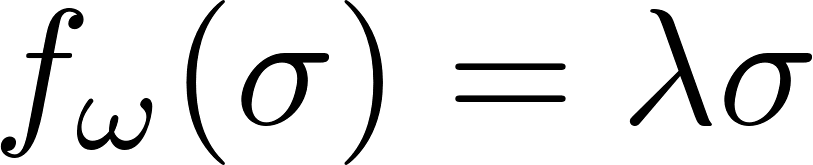 f_ω(σ) = λσ